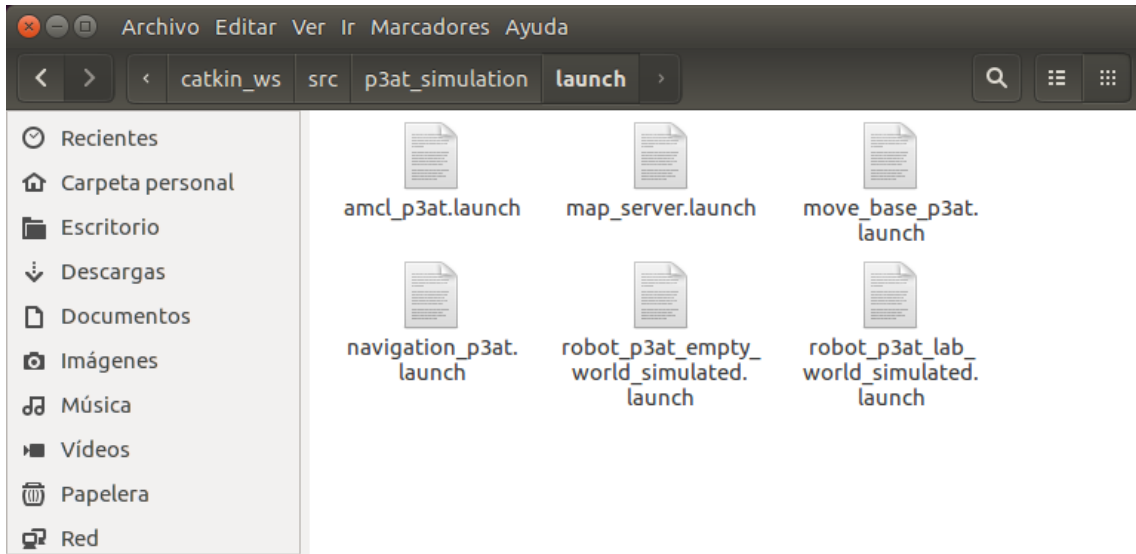 Archivo Editar Ver Ir Marcadores Ayuda
catkin_ws src p3at_simulation launch
Recientes
Carpeta personal
Escritorio
Descargas
Documentos
Imágenes
Música
Vídeos
Papelera
Red
amcl_p3at.launch
map_server.launch
move_base_p3at.
launch
navigation_p3at.
launch
robot_p3at_empty_
world_simulated.
launch
robot_p3at_lab_
world_simulated.
launch